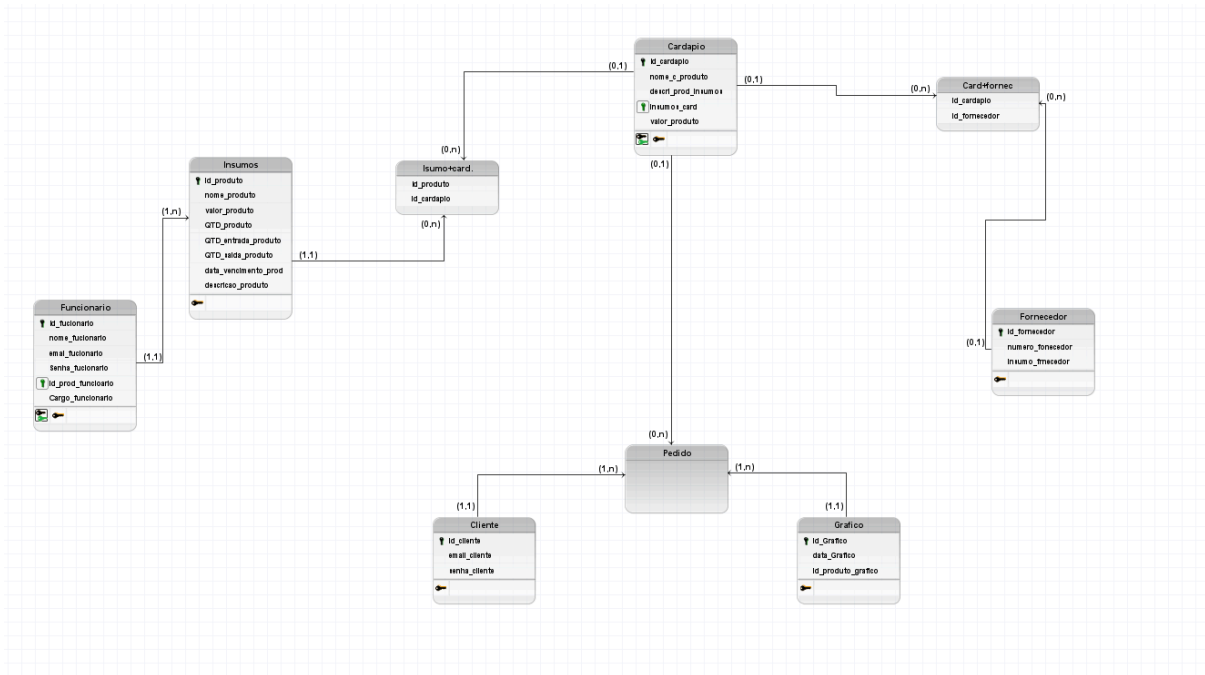 Cardapio
Id_cardapio
nome_c_produto
descri_prod_insumos
insumos_card
valor_produto
(0,1)
(0,1)
(0,1)
Card+fornec
id_cardapio
id_fornecedor
(0,n)
(0,n)
Isumo+card.
id_produto
id_cardapio
(0,n)
(0,n)
Insumos
Id_produto
nome_produto
valor_produto
QTD_produto
QTD_entrada_produto
QTD_saida_produto
data_vencimento_prod
descricao_produto
(1,n)
(1,1)
Funcionario
Id_fucionario
nome_fucionario
emai_fucionario
Senha_fucionario
Id_prod_funcioario
Cargo_funcionario
(1,1)
Fornecedor
Id_fornecedor
numero_fonecedor
insumo_frnecedor
(0,1)
Pedido
(0,n)
(1,n)
(1,n)
Cliente
Id_cliente
email_cliente
senha_cliente
(1,1)
Grafico
Id_Grafico
data_Grafico
Id_produto_grafico
(1,1)